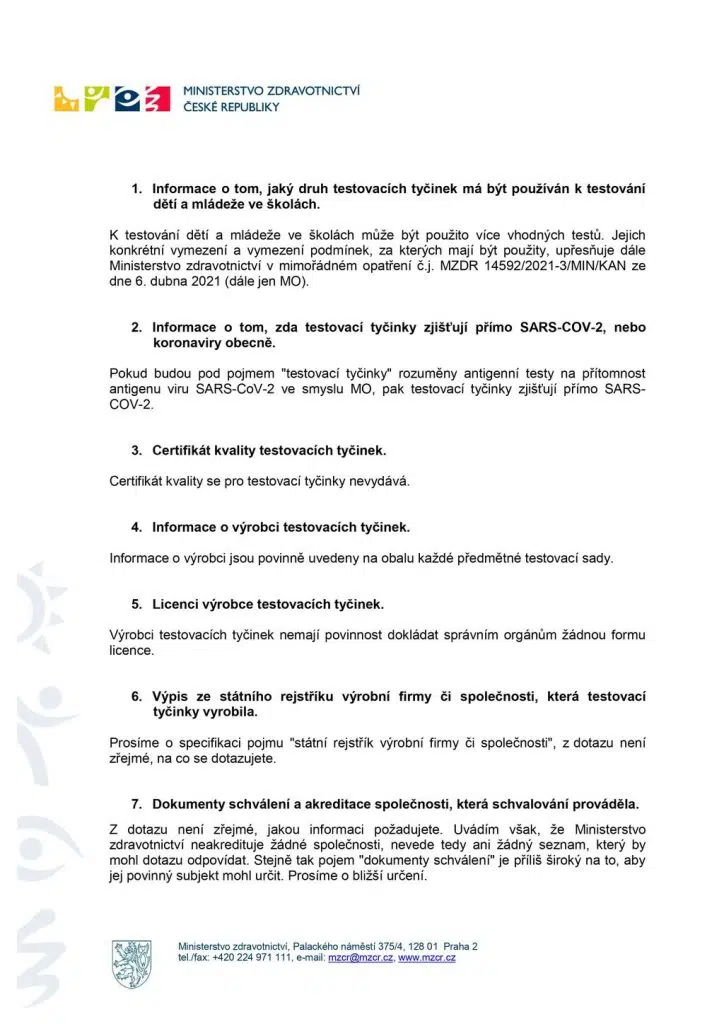 MINISTERSTVO ZDRAVOTNICTVÍ
ČESKÉ REPUBLIKY
1. Informace o tom, jaký druh testovacích tyčinek má být používán k testování
dětí a mládeže ve školách.
K testování dětí a mládeže ve školách může být použito více vhodných testů. Jejich
konkrétní vymezení a vymezení podmínek, za kterých mají být použity, upřesňuje dále
Ministerstvo zdravotnictví v mimořádném opatření č.j. MZDR 14592/2021-3/MIN/KAN ze
dne 6. dubna 2021 (dále jen MO).
2. Informace o tom, zda testovací tyčinky zjišťují přímo SARS-COV-2, nebo
koronaviry obecně.
Pokud budou pod pojmem "testovací tyčinky" rozuměny antigenní testy na přítomnost
antigenu viru SARS-CoV-2 ve smyslu MO, pak testovací tyčinky zjišťují přímo SARS-
COV-2.
3. Certifikát kvality testovacích tyčinek.
Certifikát kvality se pro testovací tyčinky nevydává.
4. Informace o výrobci testovacích tyčinek.
Informace o výrobci jsou povinně uvedeny na obalu každé předmětné testovací sady.
5. Licenci výrobce testovacích tyčinek.
Výrobci testovacích tyčinek nemají povinnost dokládat správním orgánům žádnou formu
licence.
6. Výpis ze státního rejstříku výrobní firmy či společnosti, která testovací
tyčinky vyrobila.
Prosíme o specifikaci pojmu "státní rejstřík výrobní firmy či společnosti", z dotazu není
zřejmé, na co se dotazujete.
7. Dokumenty schválení a akreditace společnosti, která schvalování prováděla.
Z dotazu není zřejmé, jakou informaci požadujete. Uvádím však, že Ministerstvo
zdravotnictví neakredituje žádné společnosti, nevede tedy ani žádný seznam, který by
mohl dotazu odpovídat. Stejně tak pojem "dokumenty schválení" je příliš široký na to, aby
jej povinný subjekt mohl určit. Prosíme o bližší určení.
Ministerstvo zdravotnictví, Palackého náměstí 375/4, 128 01 Praha 2
tel./fax: +420 224 971 111, e-mail: mzcr@mzcr.cz, www.mzcr.cz